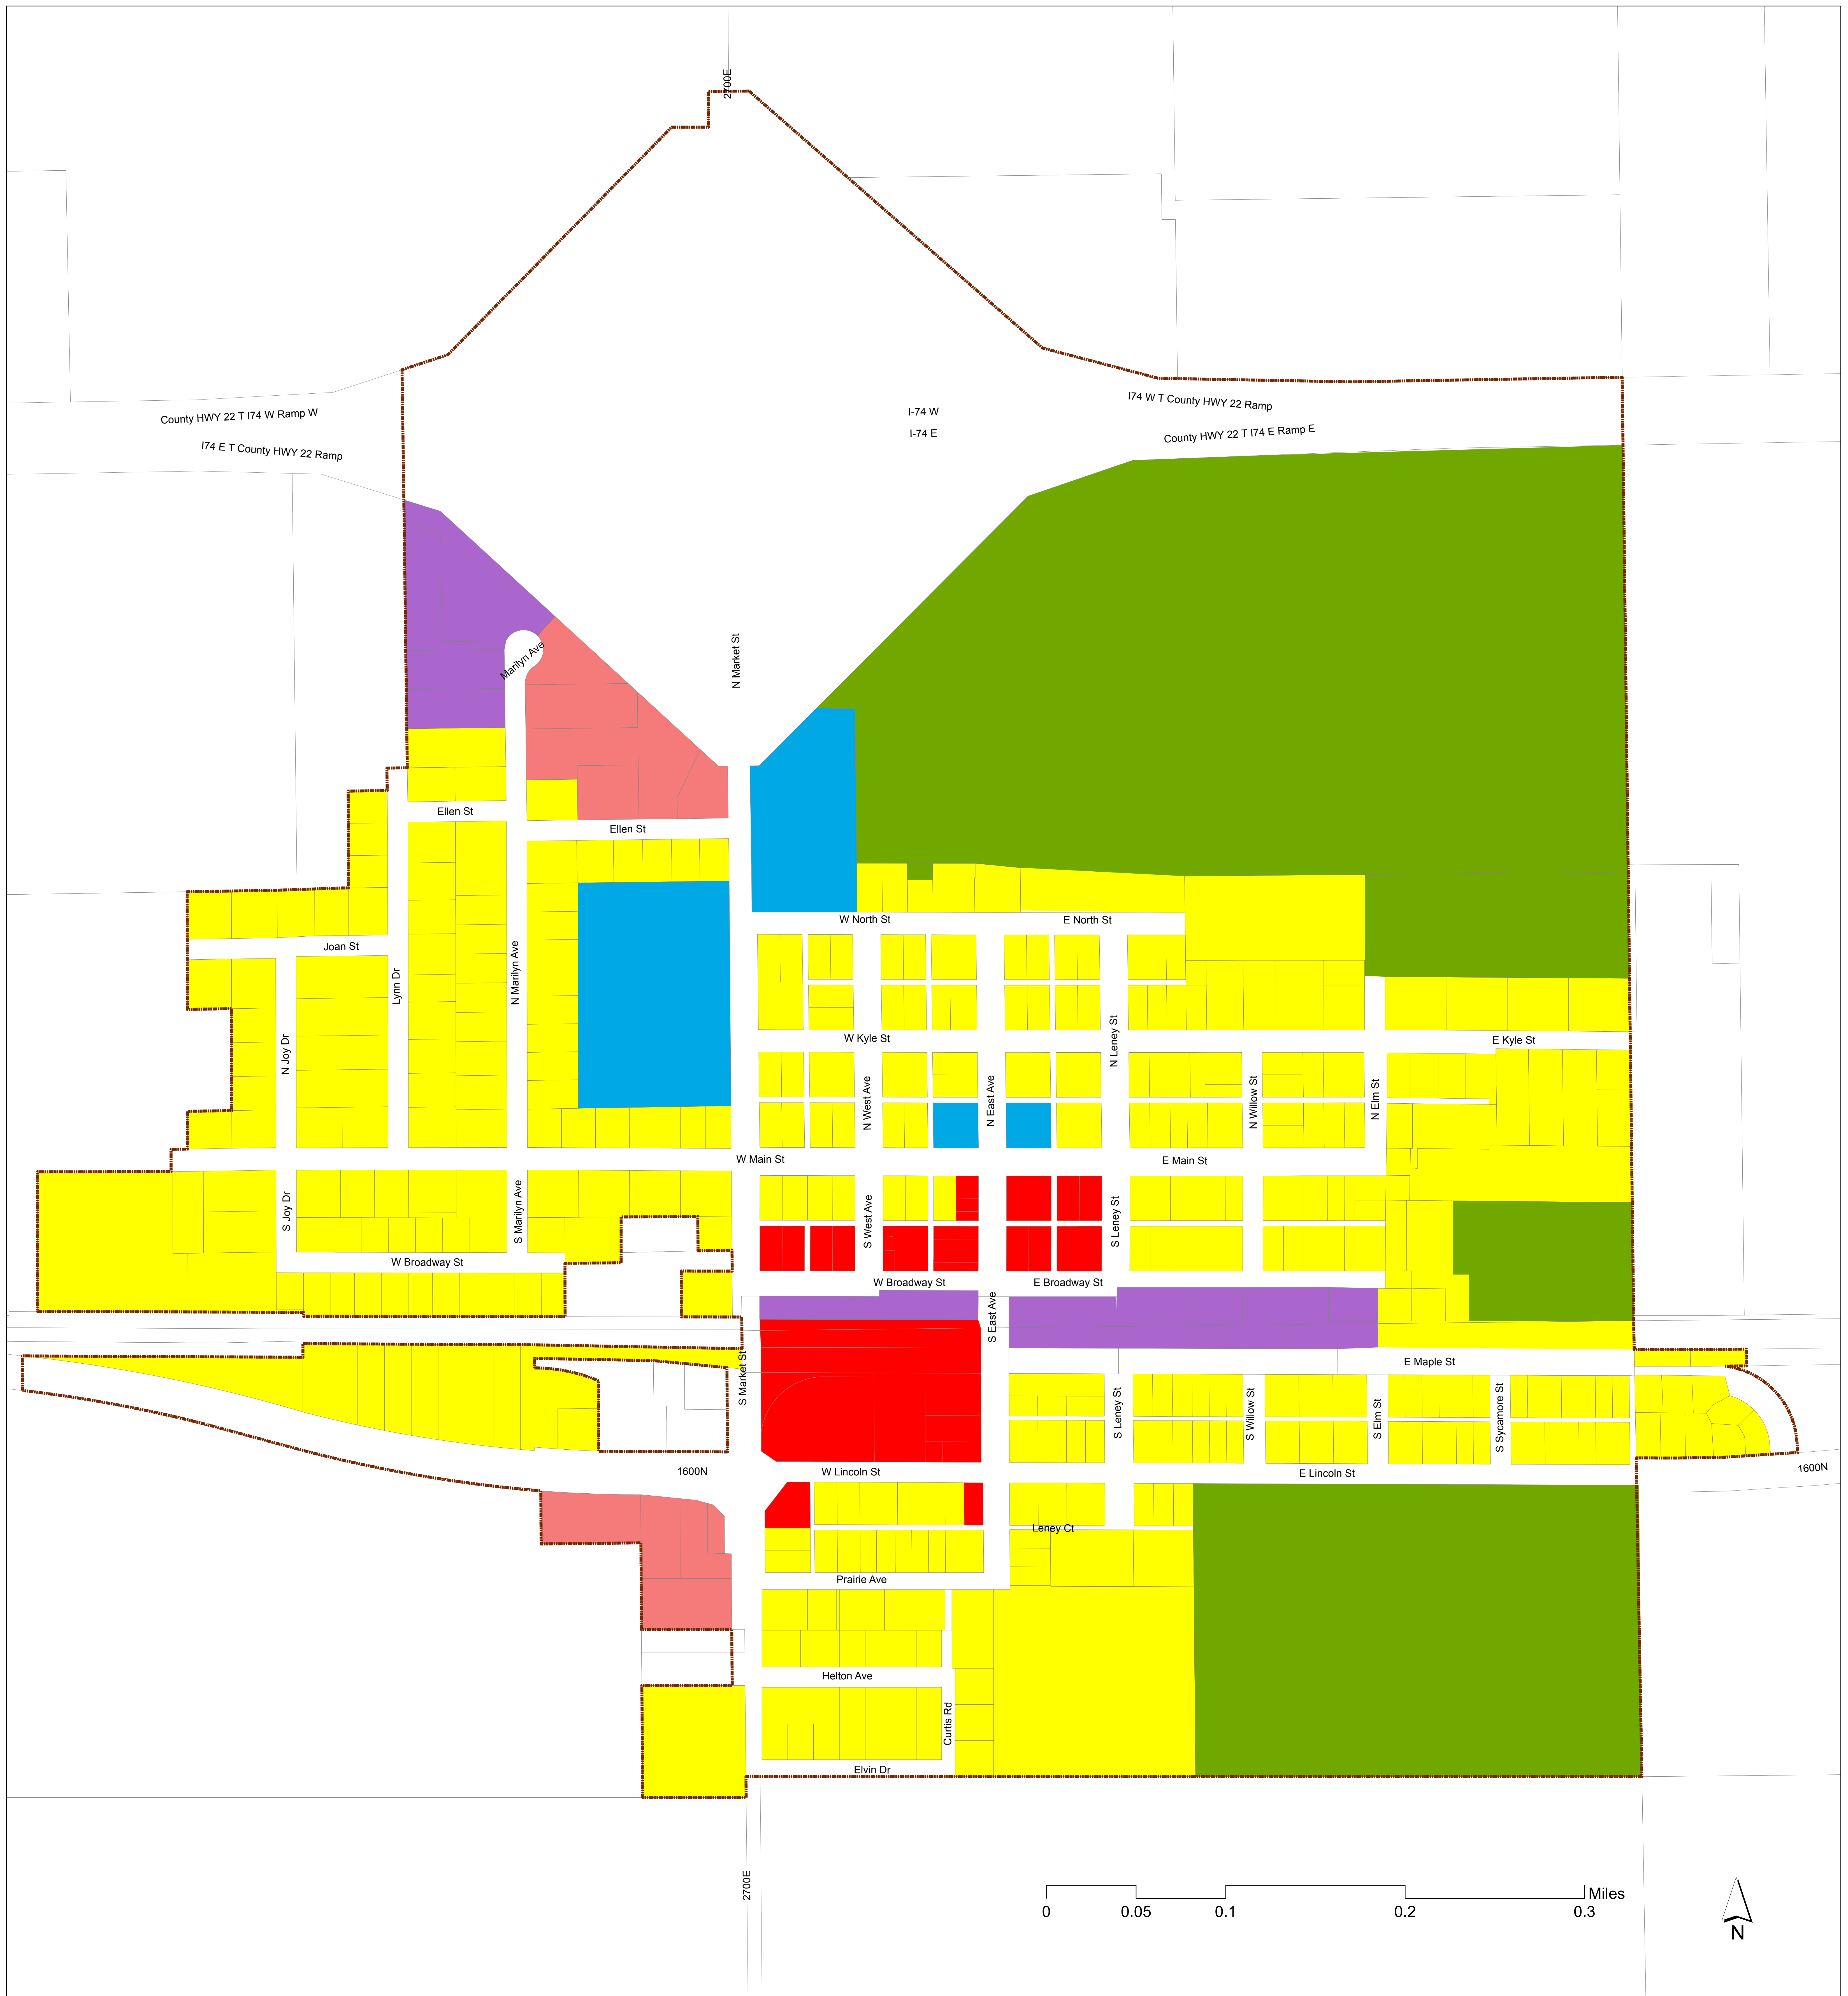 2700E
County HWY 22 T I74 W Ramp W
I74 E T County HWY 22 Ramp
I-74 W
I-74 E
I74 W T County HWY 22 Ramp
County HWY 22 T I74 E Ramp E
Marilyn Ave
N Market St
Ellen St
Ellen St
W North St
E North St
Joan St
Lynn Dr
N Marilyn Ave
N Joy Dr
W Kyle St
N Leney St
E Kyle St
N West Ave
N East Ave
N Willow St
N Elm St
W Main St
E Main St
S Joy Dr
S Marilyn Ave
S West Ave
S Leney St
W Broadway St
W Broadway St
E Broadway St
S East Ave
S Market St
E Maple St
S Leney St
S Willow St
S Elm St
S Sycamore St
1600N
W Lincoln St
E Lincoln St
1600N
Leney Ct
Prairie Ave
Helton Ave
Curtis Rd
Elvin Dr
2700E
Miles
0 0.05 0.1 0.2 0.3
N